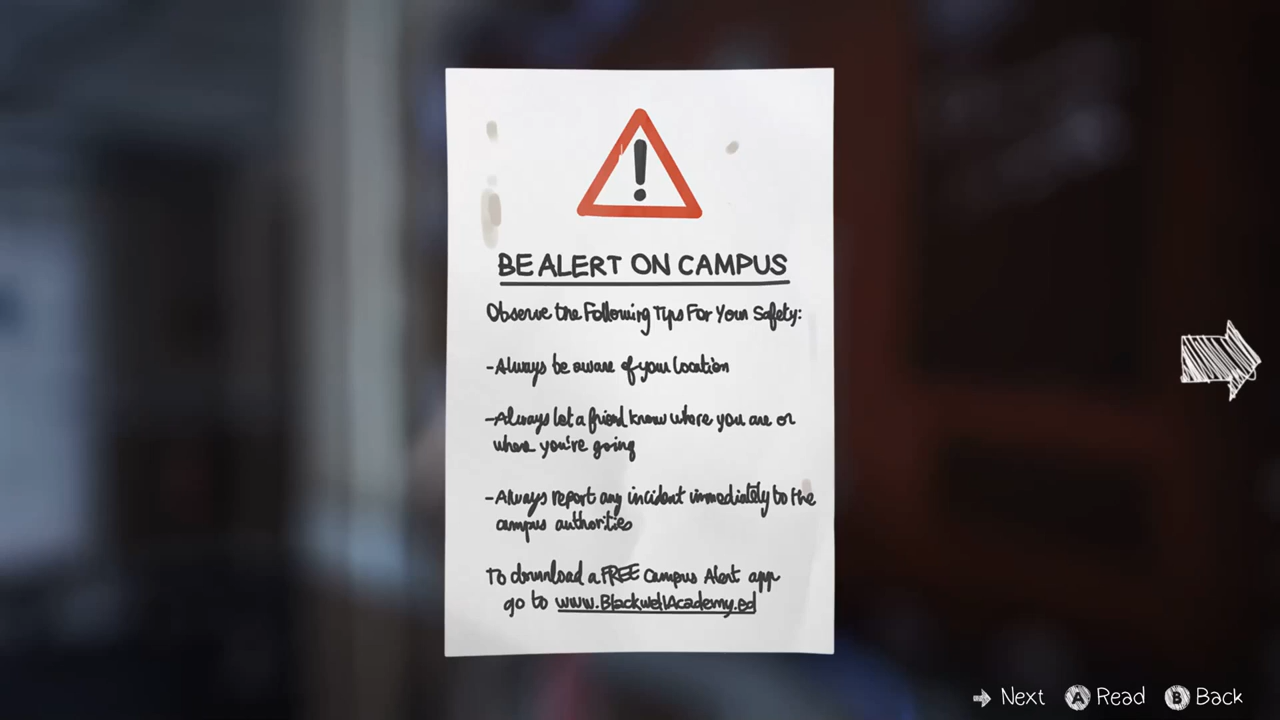 !
BE ALERT ON CAMPUS
Observe the Following Tips For Your Safety:
-Always be aware of your location
-Always let a friend know where you are or
where you're going
-Always report any incident immediately to the
campus authorities
To download a FREE Campus Alert app
go to www.BlackwellAcademy.ed
Next A Read B Back